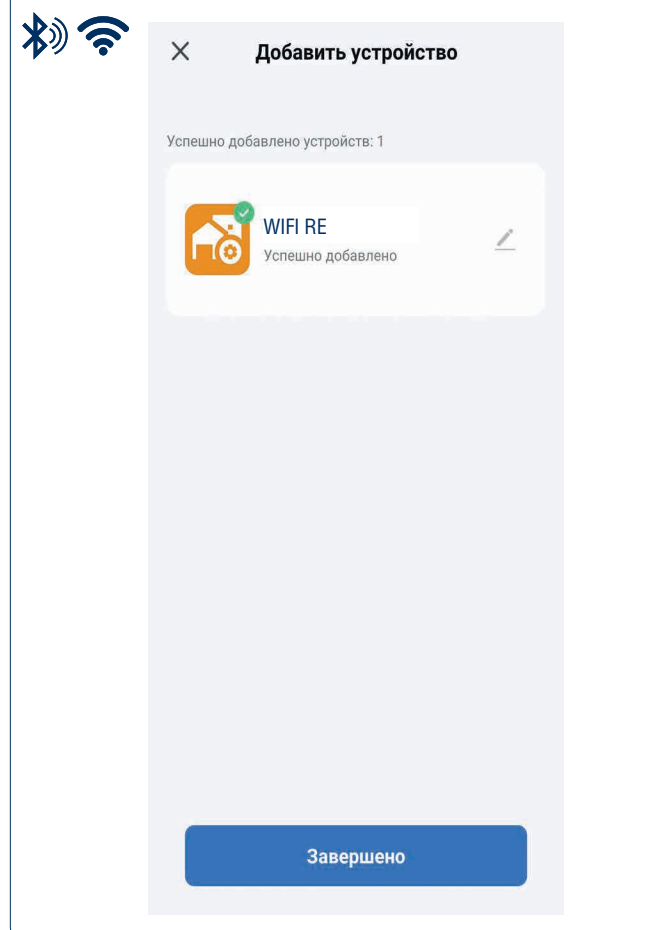 Добавить устройство
Успешно добавлено устройств: 1
WIFI RE
Успешно добавлено
Завершено